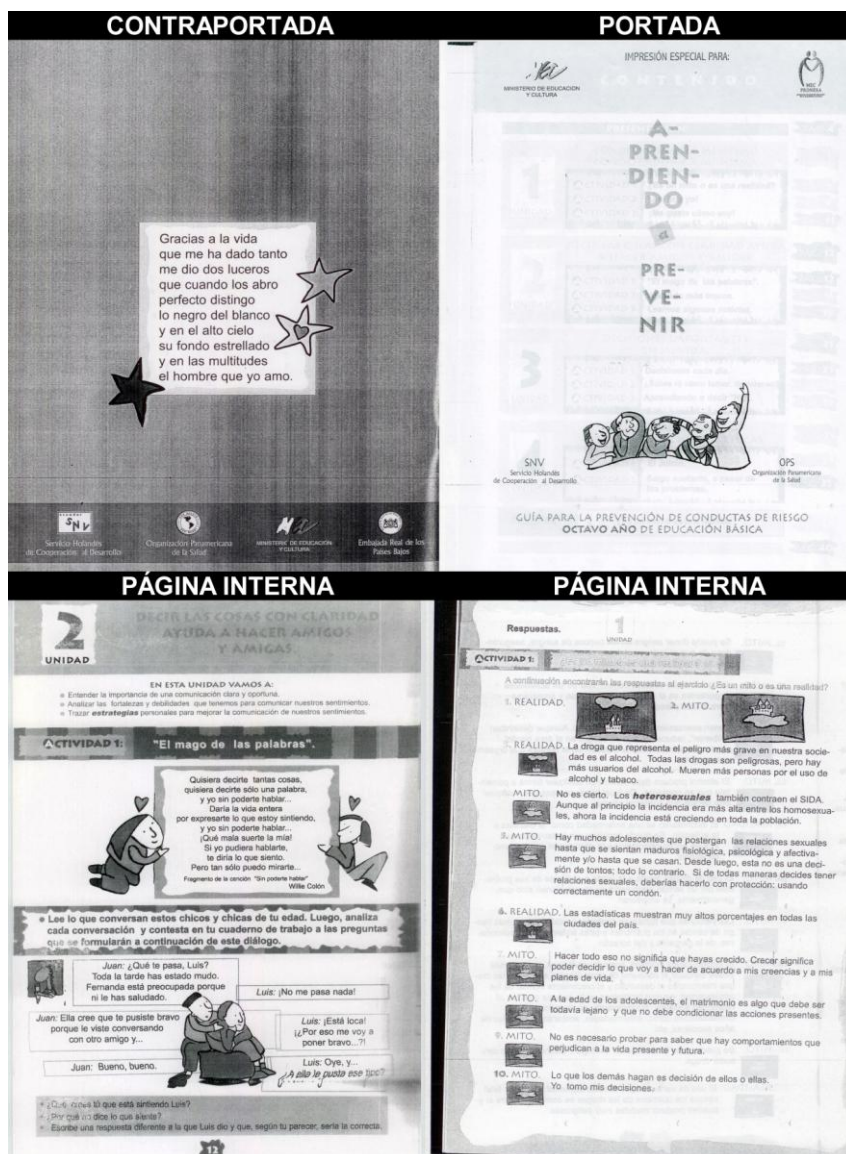 CONTRAPORTADA
Gracias a la vida
que me ha dado tanto
me dio dos luceros
que cuando los abro
perfecto distingo
lo negro del blanco
y en el alto cielo
su fondo estrellado
y en las multitudes
el hombre que yo amo.
SNV
Servicio Holandés
de Cooperación al Desarrollo
Organización Panamericana
de la Salud
MINISTERIO DE EDUCACION
Y CULTURA
Embajada Real de los
Países Bajos
PORTADA
IMPRESIÓN ESPECIAL PARA:
MINISTERIO DE EDUCACION
Y CULTURA
MEC
A-
PREN-
DIEN-
DO
a
PRE-
VE-
NIR
SNV
Servicio Holandés
de Cooperación al Desarrollo
OPS
Organización Panamericana
de la Salud
GUÍA PARA LA PREVENCIÓN DE CONDUCTAS DE RIESGO
OCTAVO AÑO DE EDUCACIÓN BÁSICA
PÁGINA INTERNA
2
UNIDAD
DECIR LAS COSAS CON CLARIDAD
AYUDA A HACER AMIGOS
Y AMIGAS.
EN ESTA UNIDAD VAMOS A:
Entender la importancia de una comunicación clara y oportuna.
Analizar las fortalezas y debilidades que tenemos para comunicar nuestros sentimientos.
Trazar estrategias personales para mejorar la comunicación de nuestros sentimientos.
ACTIVIDAD 1: "El mago de las palabras".
Quisiera decirte tantas cosas,
quisiera decirte sólo una palabra,
y yo sin poderte hablar...
Daría la vida entera
por expresarte lo que estoy sintiendo,
y yo sin poderte hablar...
¡Qué mala suerte la mía!
Si yo pudiera hablarte,
te diría lo que siento.
Pero tan sólo puedo mirarte...
Fragmento de la canción "Sin poderte hablar"
Willie Colón
Lee lo que conversan estos chicos y chicas de tu edad. Luego, analiza
cada conversación y contesta en tu cuaderno de trabajo a las preguntas
que se formularán a continuación de este diálogo.
Juan: ¿Qué te pasa, Luis?
Toda la tarde has estado mudo.
Fernanda está preocupada porque
ni le has saludado.
Luis: ¡No me pasa nada!
Juan: Ella cree que te pusiste bravo
porque le viste conversando
con otro amigo y...
Luis: ¡Está loca!
¡¿Por eso me voy a
poner bravo...?!
Juan: Bueno, bueno.
Luis: Oye, y...
¿A ella le gusta ese tipo?
¿Qué crees tú que está sintiendo Luis?
¿Por qué no dice lo que siente?
Escribe una respuesta diferente a la que Luis dio y que, según tu parecer, sería la correcta.
12
PÁGINA INTERNA
Respuestas.
1
UNIDAD
ACTIVIDAD 1:
A continuación encontrarán las respuestas al ejercicio ¿Es un mito o es una realidad?
1. REALIDAD.
2. MITO.
REALIDAD. La droga que representa el peligro más grave en nuestra socie-
dad es el alcohol. Todas las drogas son peligrosas, pero hay
más usuarios del alcohol. Mueren más personas por el uso de
alcohol y tabaco.
MITO. No es cierto. Los heterosexuales también contraen el SIDA.
Aunque al principio la incidencia era más alta entre los homosexua-
les, ahora la incidencia está creciendo en toda la población.
MITO. Hay muchos adolescentes que postergan las relaciones sexuales
hasta que se sientan maduros fisiológica, psicológica y afectiva-
mente y/o hasta que se casan. Desde luego, esta no es una deci-
sión de tontos; todo lo contrario. Si de todas maneras decides tener
relaciones sexuales, deberías hacerlo con protección: usando
correctamente un condón.
6. REALIDAD. Las estadísticas muestran muy altos porcentajes en todas las
ciudades del país.
7. MITO. Hacer todo eso no significa que hayas crecido. Crecer significa
poder decidir lo que voy a hacer de acuerdo a mis creencias y a mis
planes de vida.
MITO. A la edad de los adolescentes, el matrimonio es algo que debe ser
todavía lejano y que no debe condicionar las acciones presentes.
9. MITO. No es necesario probar para saber que hay comportamientos que
perjudican a la vida presente y futura.
10. MITO. Lo que los demás hagan es decisión de ellos o ellas.
Yo tomo mis decisiones.